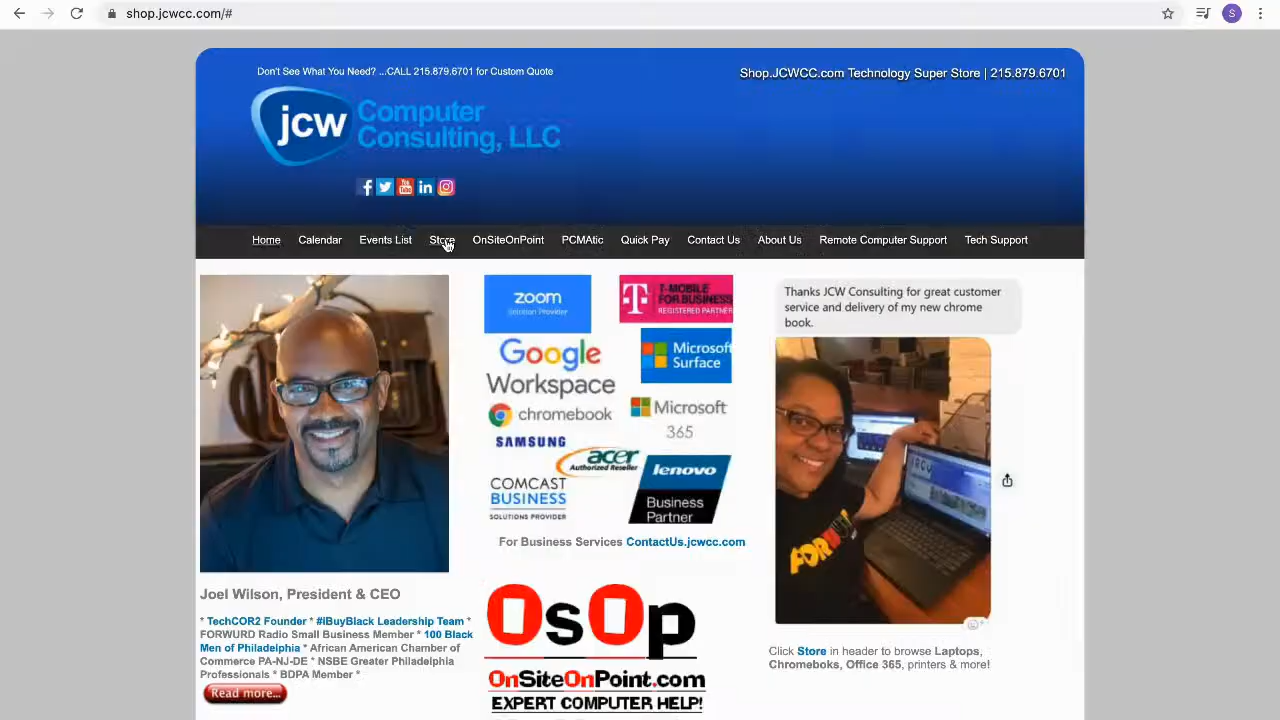 shop.jcwcc.com/#
S
Don't See What You Need? ...CALL 215.879.6701 for Custom Quote
Shop.JCWCC.com Technology Super Store | 215.879.6701
jcw Computer
Consulting, LLC
f You Tube in
Home Calendar Events List Store OnSiteOnPoint PCMAtic Quick Pay Contact Us About Us Remote Computer Support Tech Support
zoom
Solution Provider
T T-MOBILE
FOR BUSINESS
REGISTERED PARTNER
Google
Workspace
Microsoft
Surface
chromebook
Microsoft
365
SAMSUNG
acer
Authorized Reseller
COMCAST
BUSINESS
SOLUTIONS PROVIDER
lenovo
Business
Partner
For Business Services ContactUs.jcwcc.com
OsOp
OnSiteOnPoint.com
EXPERT COMPUTER HELP!
Thanks JCW Consulting for great customer
service and delivery of my new chrome
book.
Click Store in header to browse Laptops,
Chromeboks, Office 365, printers & more!
Joel Wilson, President & CEO
* TechCOR2 Founder * #iBuyBlack Leadership Team *
FORWURD Radio Small Business Member * 100 Black
Men of Philadelphia * African American Chamber of
Commerce PA-NJ-DE * NSBE Greater Philadelphia
Professionals * BDPA Member *
Read more...